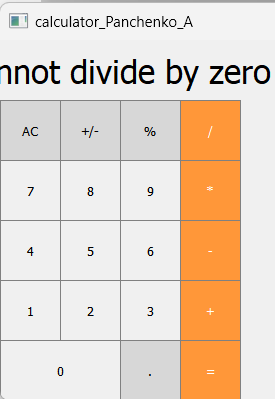 calculator_Panchenko_A
nnot divide by zero
AC +/- % /
7 8 9 *
4 5 6 -
1 2 3 +
0 . =